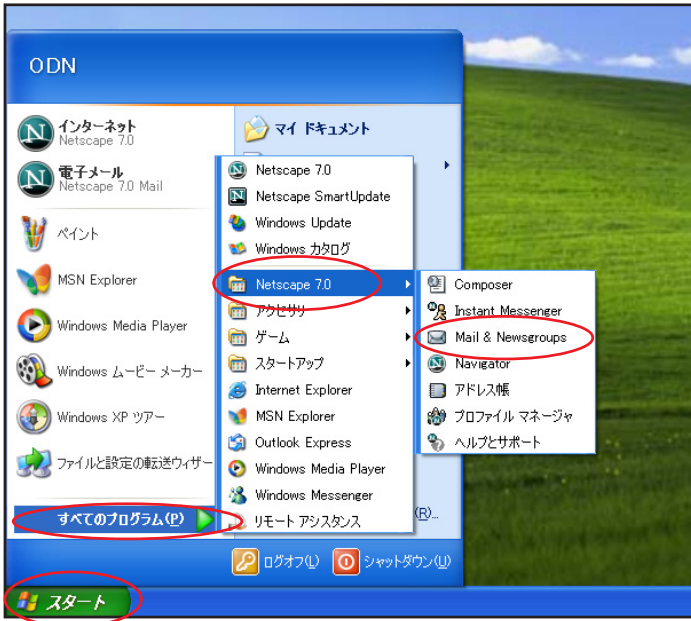 ODN
インターネット
Netscape 7.0
電子メール
Netscape 7.0 Mail
ペイント
MSN Explorer
Windows Media Player
Windows ムービー メーカー
Windows XP ツアー
ファイルと設定の転送ウィザー
すべてのプログラム(P)
マイ ドキュメント
Netscape 7.0
Netscape SmartUpdate
Windows Update
Windows カタログ
Netscape 7.0
アクセサリ
ゲーム
スタートアップ
Internet Explorer
MSN Explorer
Outlook Express
Windows Media Player
Windows Messenger
リモート アシスタンス
(R)...
Composer
Instant Messenger
Mail & Newsgroups
Navigator
アドレス帳
プロファイル マネージャ
ヘルプとサポート
ログオフ(L)
シャットダウン(U)
スタート